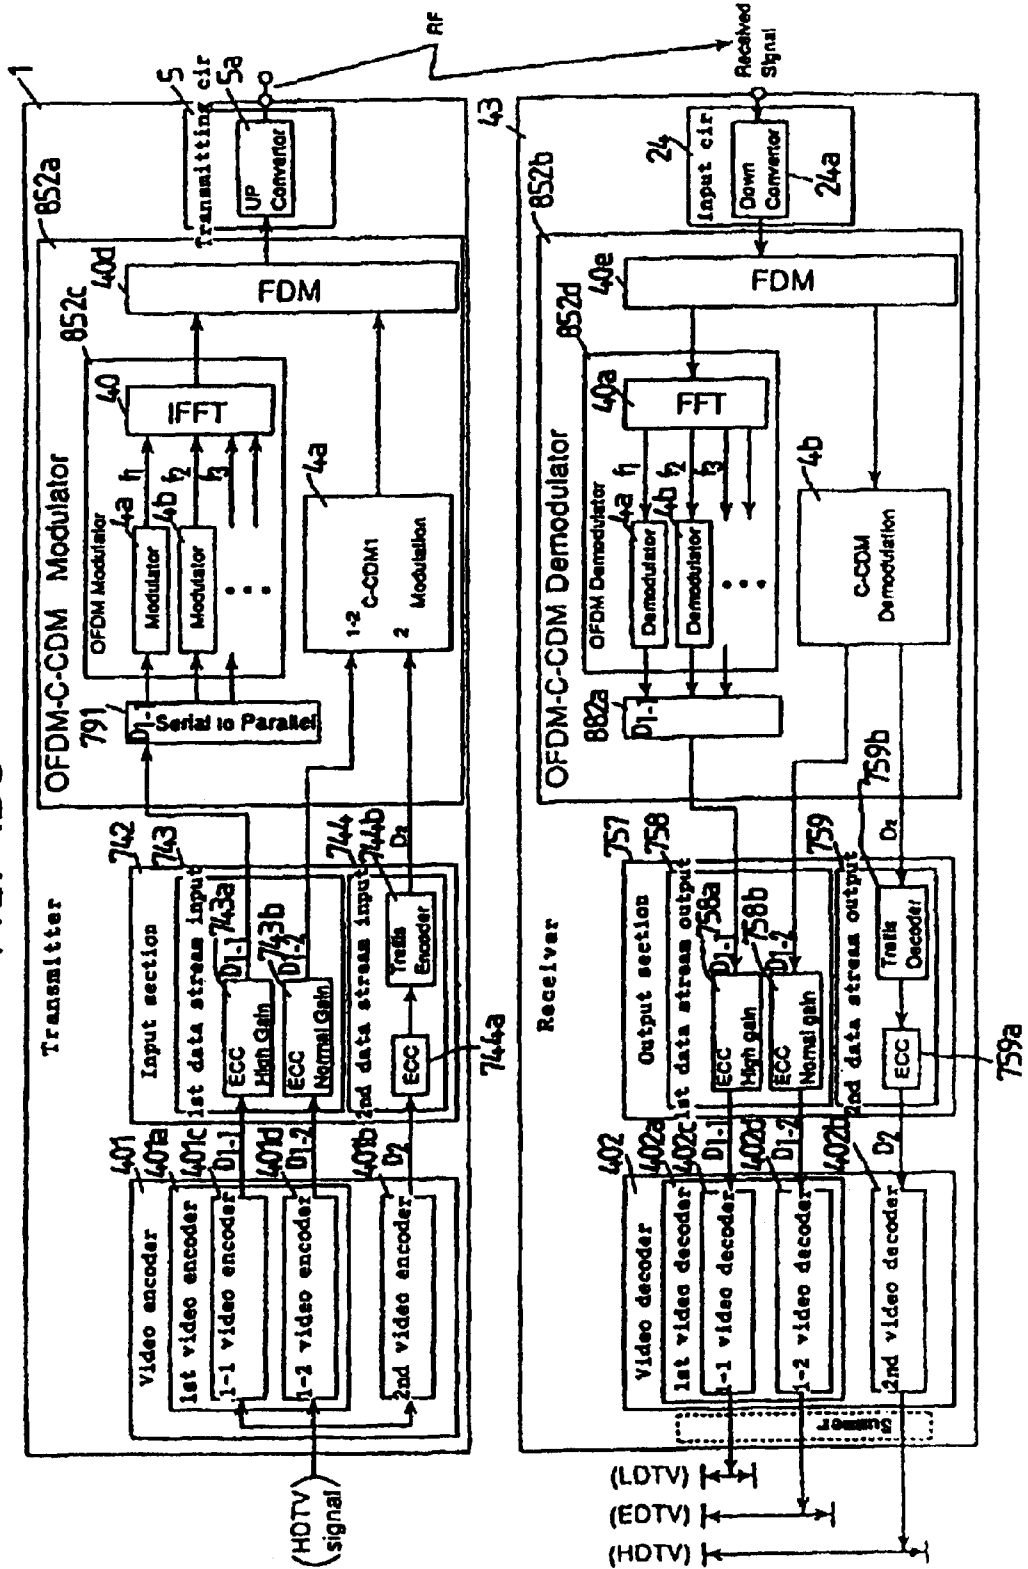 Transmitter
1
(HDTV signal)
Video encoder
401
1st video encoder
401a
1-1 video encoder
401c
D1-1
1-2 video encoder
401d
D1-2
2nd video encoder
401b
D2
Input section
742
1st data stream input
743
ECC High Gain
743a
D1-1
ECC Normal Gain
743b
D1-2
2nd data stream input
744
ECC
744a
Trellis Encoder
744b
D2
OFDM-C-CDM Modulator
852a
791
D1-1
Serial to Parallel
OFDM Modulator
852c
Modulator
4a
f1
Modulator
4b
f2
f3
IFFT
40
1-2
C-CDM1
2
Modulation
4a
FDM
40d
Transmitting cir
5
UP Convertor
5a
RF
Receiver
43
Received Signal
Input cir
24
Down Convertor
24a
OFDM-C-CDM Demodulator
852b
FDM
40e
OFDM Demodulator
852d
FFT
40a
f1
f2
f3
Demodulator
4a
Demodulator
4b
C-CDM Demodulation
4b
882a
D1-1
Output section
757
1st data stream output
758
ECC High gain
758a
D1-1
ECC Normal gain
758b
D1-2
2nd data stream output
759
Trellis Decoder
759b
D2
ECC
759a
Video decoder
402
1st video decoder
402a
1-1 video decoder
402c
D1-1
1-2 video decoder
402d
D1-2
2nd video decoder
402b
D2
Summer
(LDTV)
(EDTV)
(HDTV)